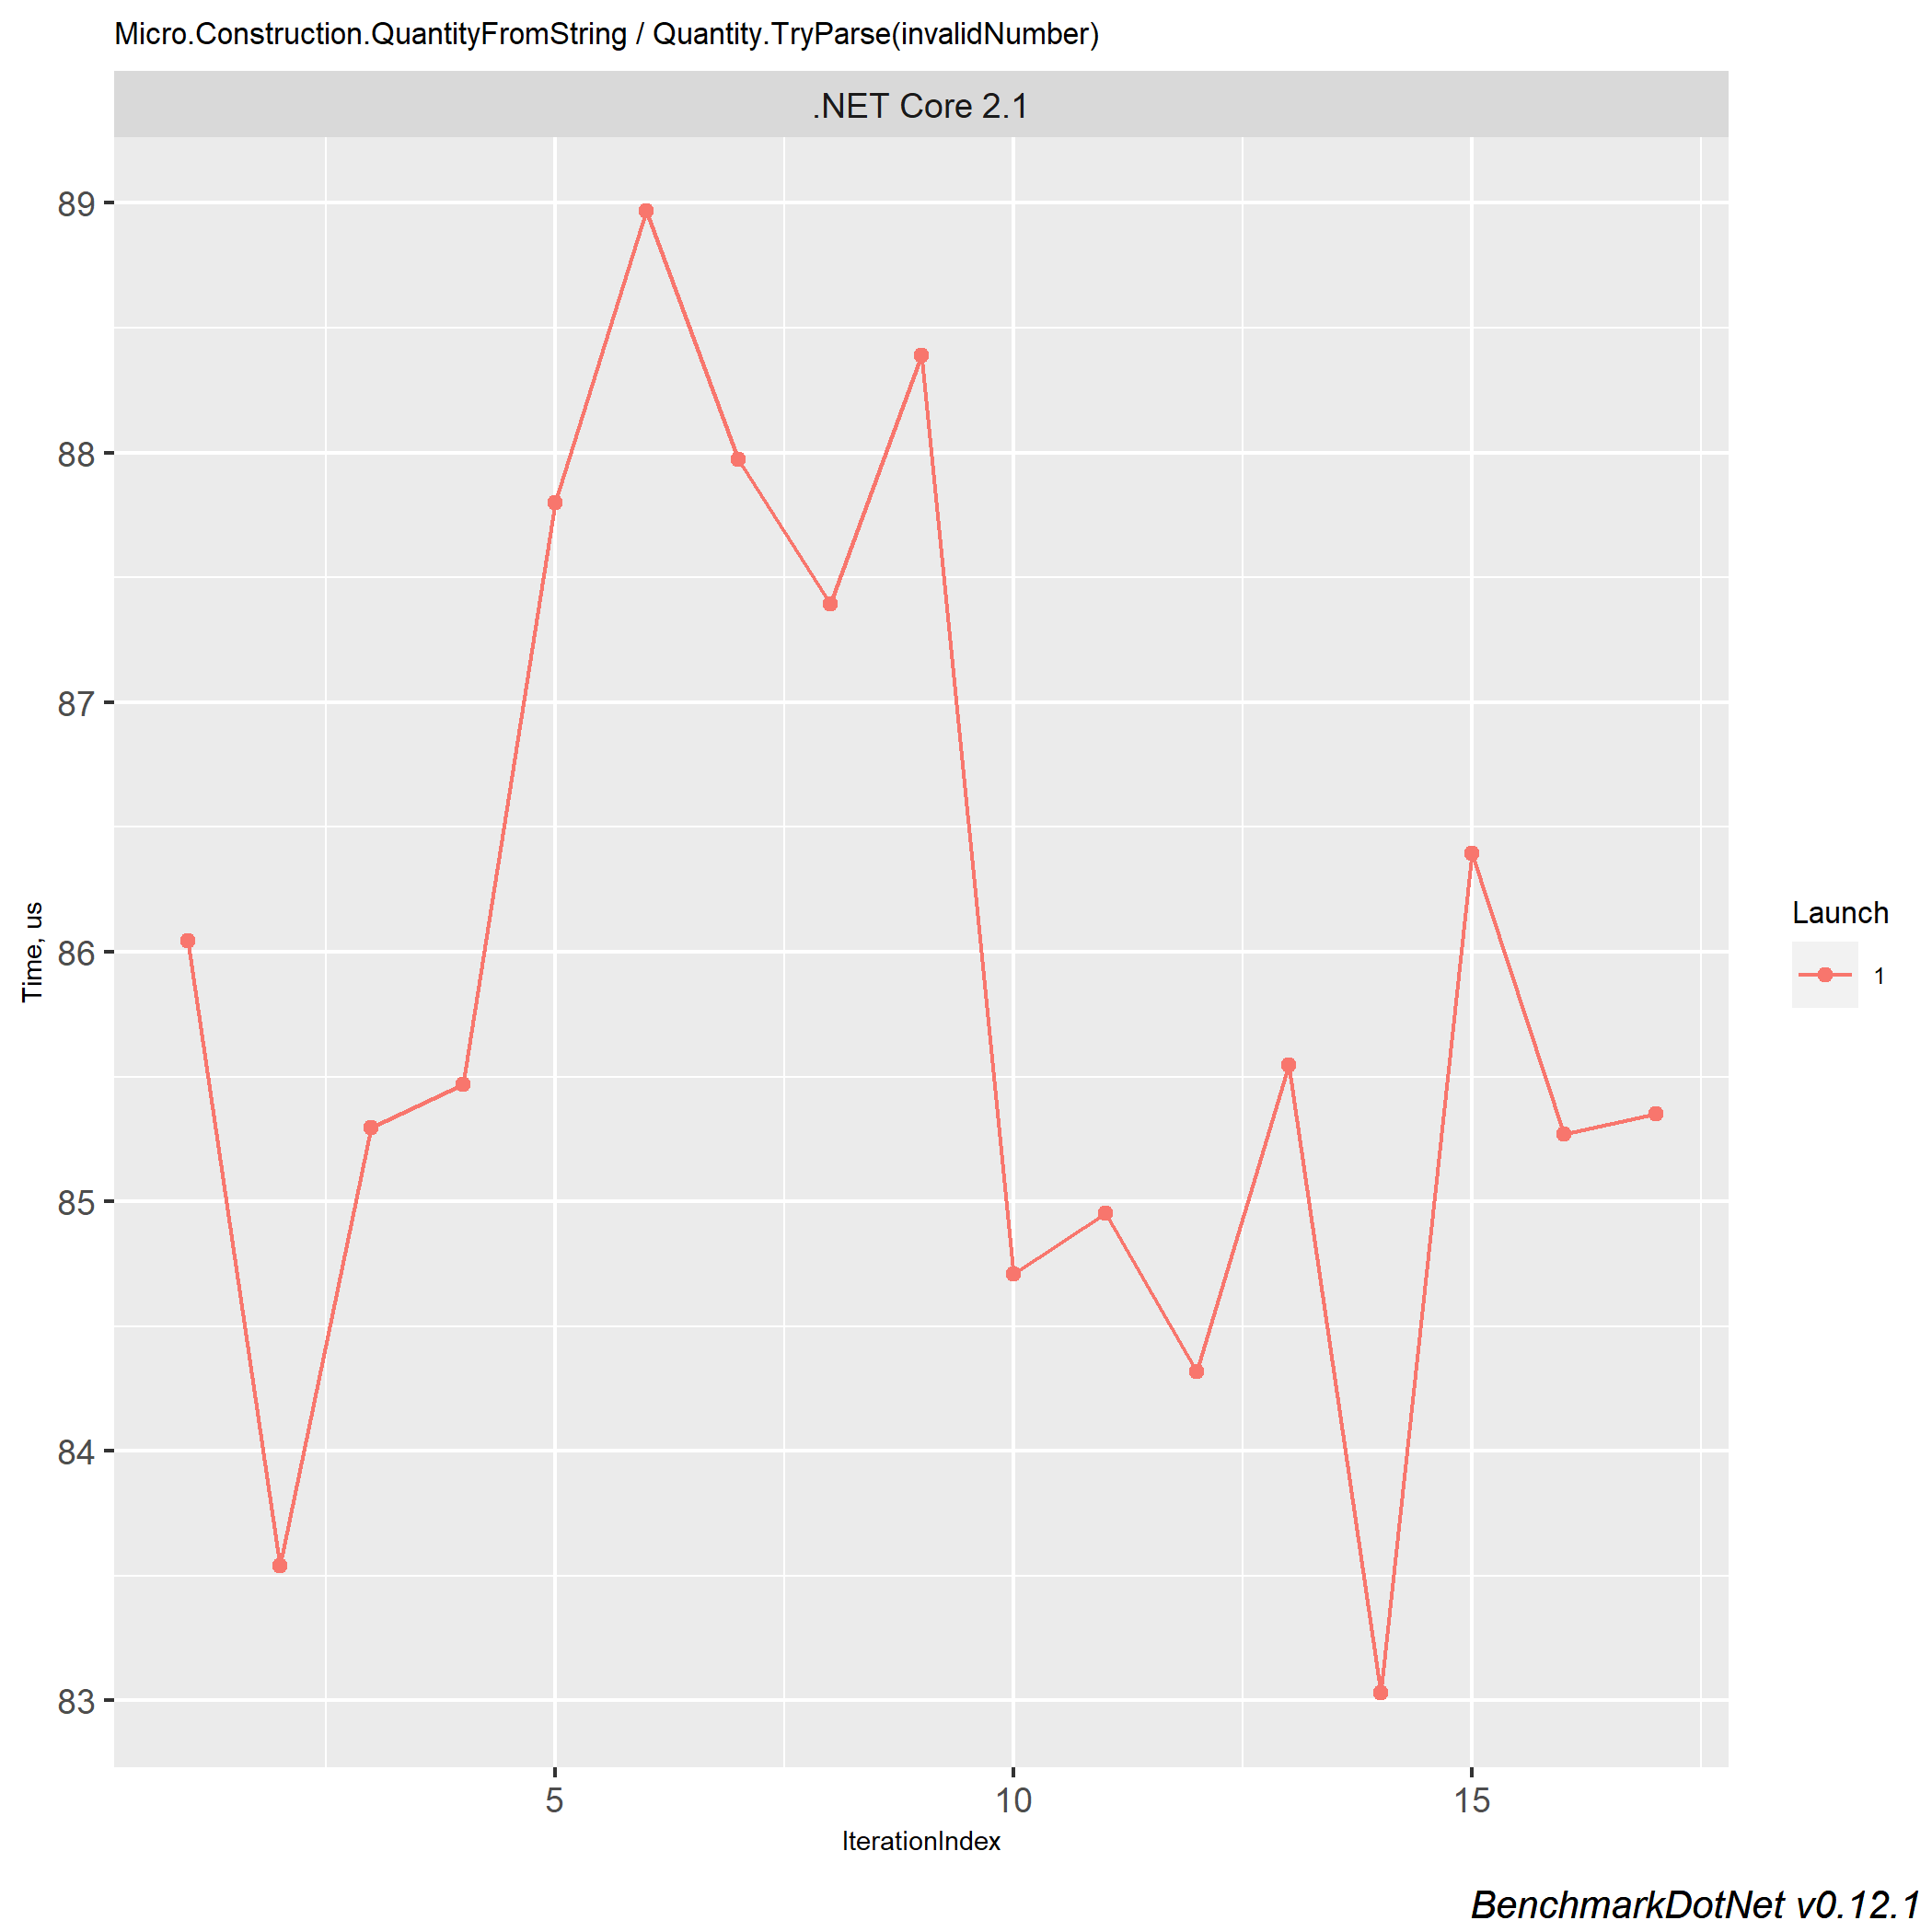 Micro.Construction.QuantityFromString / Quantity.TryParse(invalidNumber)
.NET Core 2.1
89
88
87
86
85
84
83
Time, us
5
10
15
IterationIndex
Launch
1
BenchmarkDotNet v0.12.1